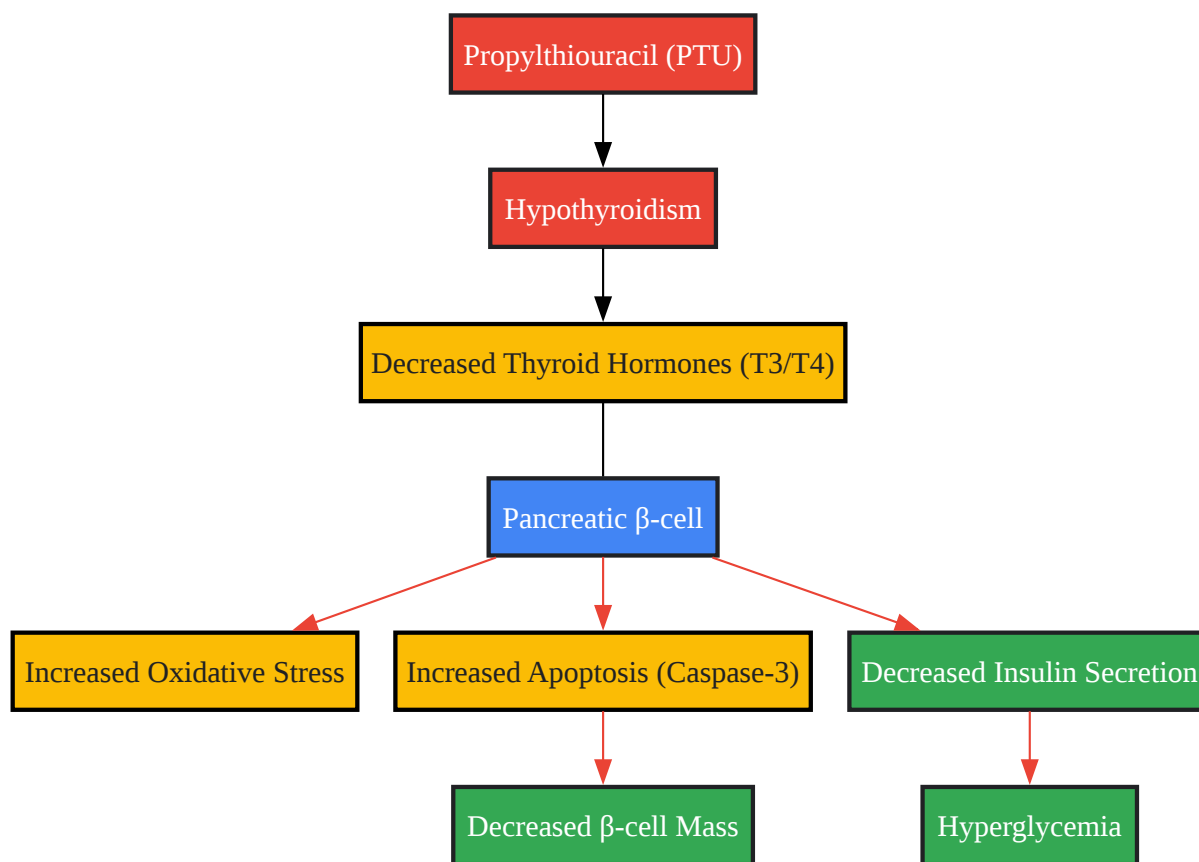 Propylthiouracil (PTU)
Hypothyroidism
Decreased Thyroid Hormones (T3/T4)
Pancreatic β-cell
Increased Oxidative Stress
Increased Apoptosis (Caspase-3)
Decreased Insulin Secretion
Decreased β-cell Mass
Hyperglycemia